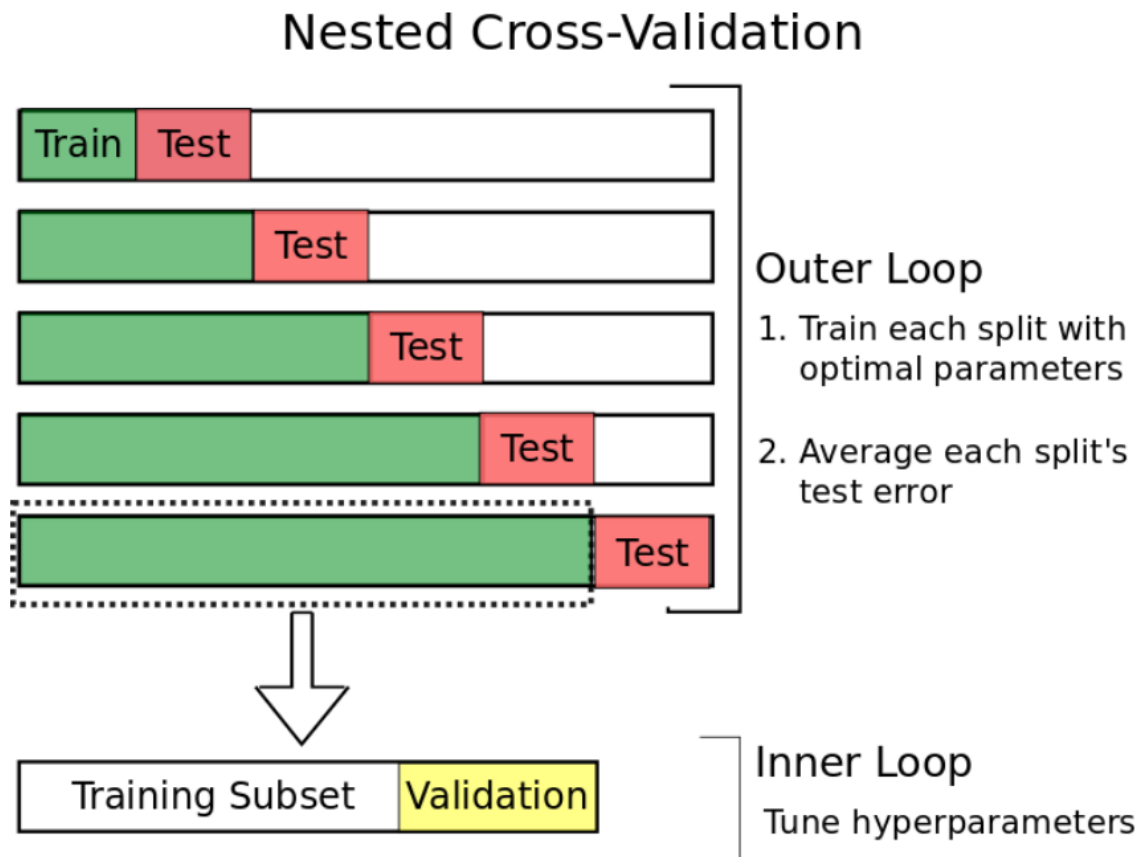 Nested Cross-Validation
Train Test
Test
Test
Test
Test
Outer Loop
1. Train each split with
optimal parameters
2. Average each split's
test error
Training Subset Validation
Inner Loop
Tune hyperparameters